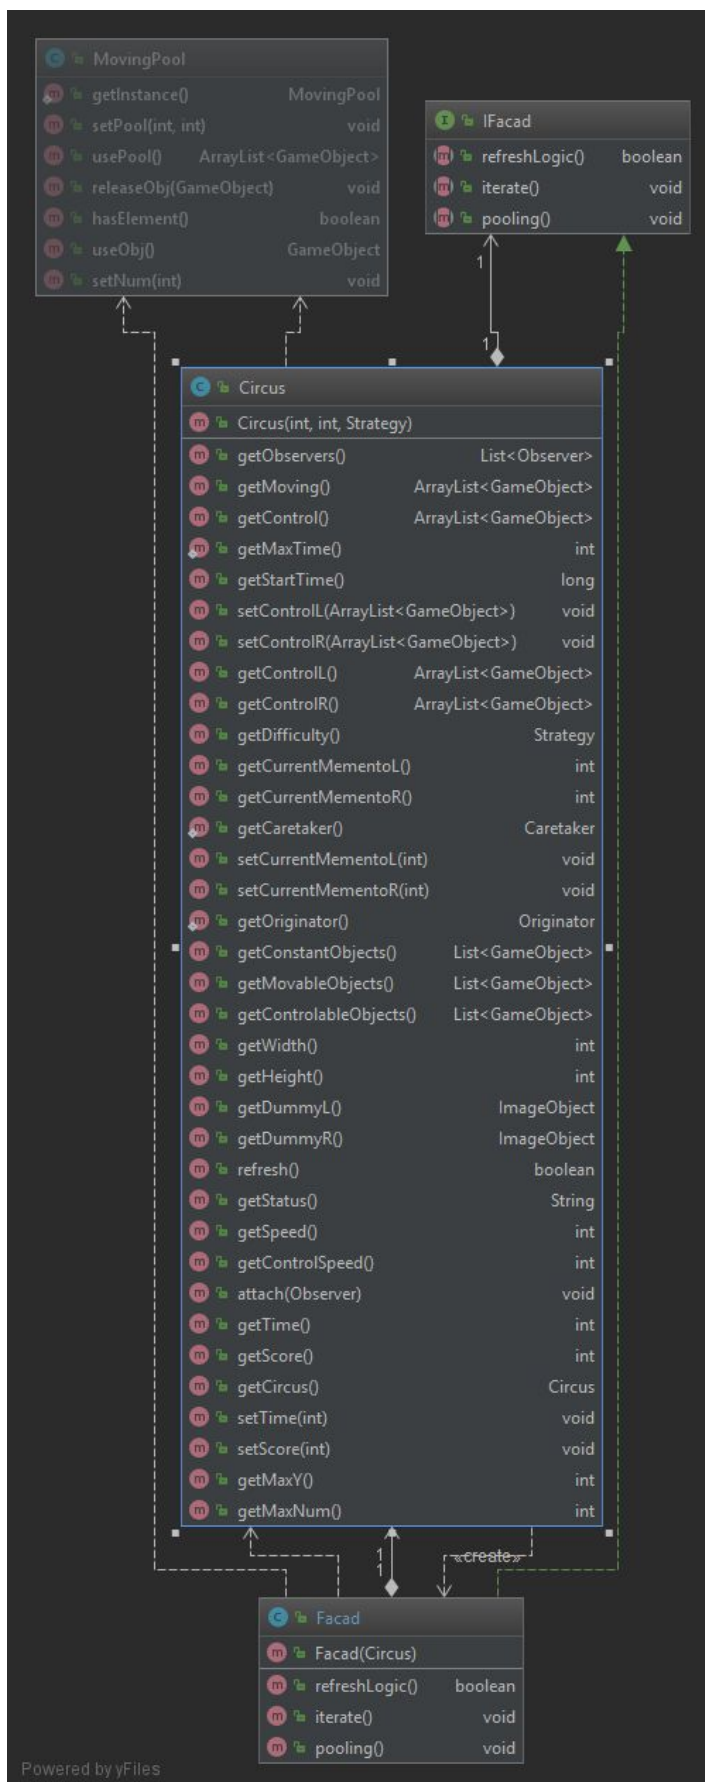 MovingPool
getInstance() MovingPool
setPool(int, int) void
usePool() ArrayList<GameObject>
releaseObj(GameObject) void
hasElement() boolean
useObj() GameObject
setNum(int) void
IFacad
refreshLogic() boolean
iterate() void
pooling() void
1
1
Circus
Circus(int, int, Strategy)
getObservers() List<Observer>
getMoving() ArrayList<GameObject>
getControl() ArrayList<GameObject>
getMaxTime() int
getStartTime() long
setControlL(ArrayList<GameObject>) void
setControlR(ArrayList<GameObject>) void
getControlL() ArrayList<GameObject>
getControlR() ArrayList<GameObject>
getDifficulty() Strategy
getCurrentMementoL() int
getCurrentMementoR() int
getCaretaker() Caretaker
setCurrentMementoL(int) void
setCurrentMementoR(int) void
getOriginator() Originator
getConstantObjects() List<GameObject>
getMovableObjects() List<GameObject>
getControlableObjects() List<GameObject>
getWidth() int
getHeight() int
getDummyL() ImageObject
getDummyR() ImageObject
refresh() boolean
getStatus() String
getSpeed() int
getControlSpeed() int
attach(Observer) void
getTime() int
getScore() int
getCircus() Circus
setTime(int) void
setScore(int) void
getMaxY() int
getMaxNum() int
1
1
«create»
Facad
Facad(Circus)
refreshLogic() boolean
iterate() void
pooling() void
Powered by yFiles